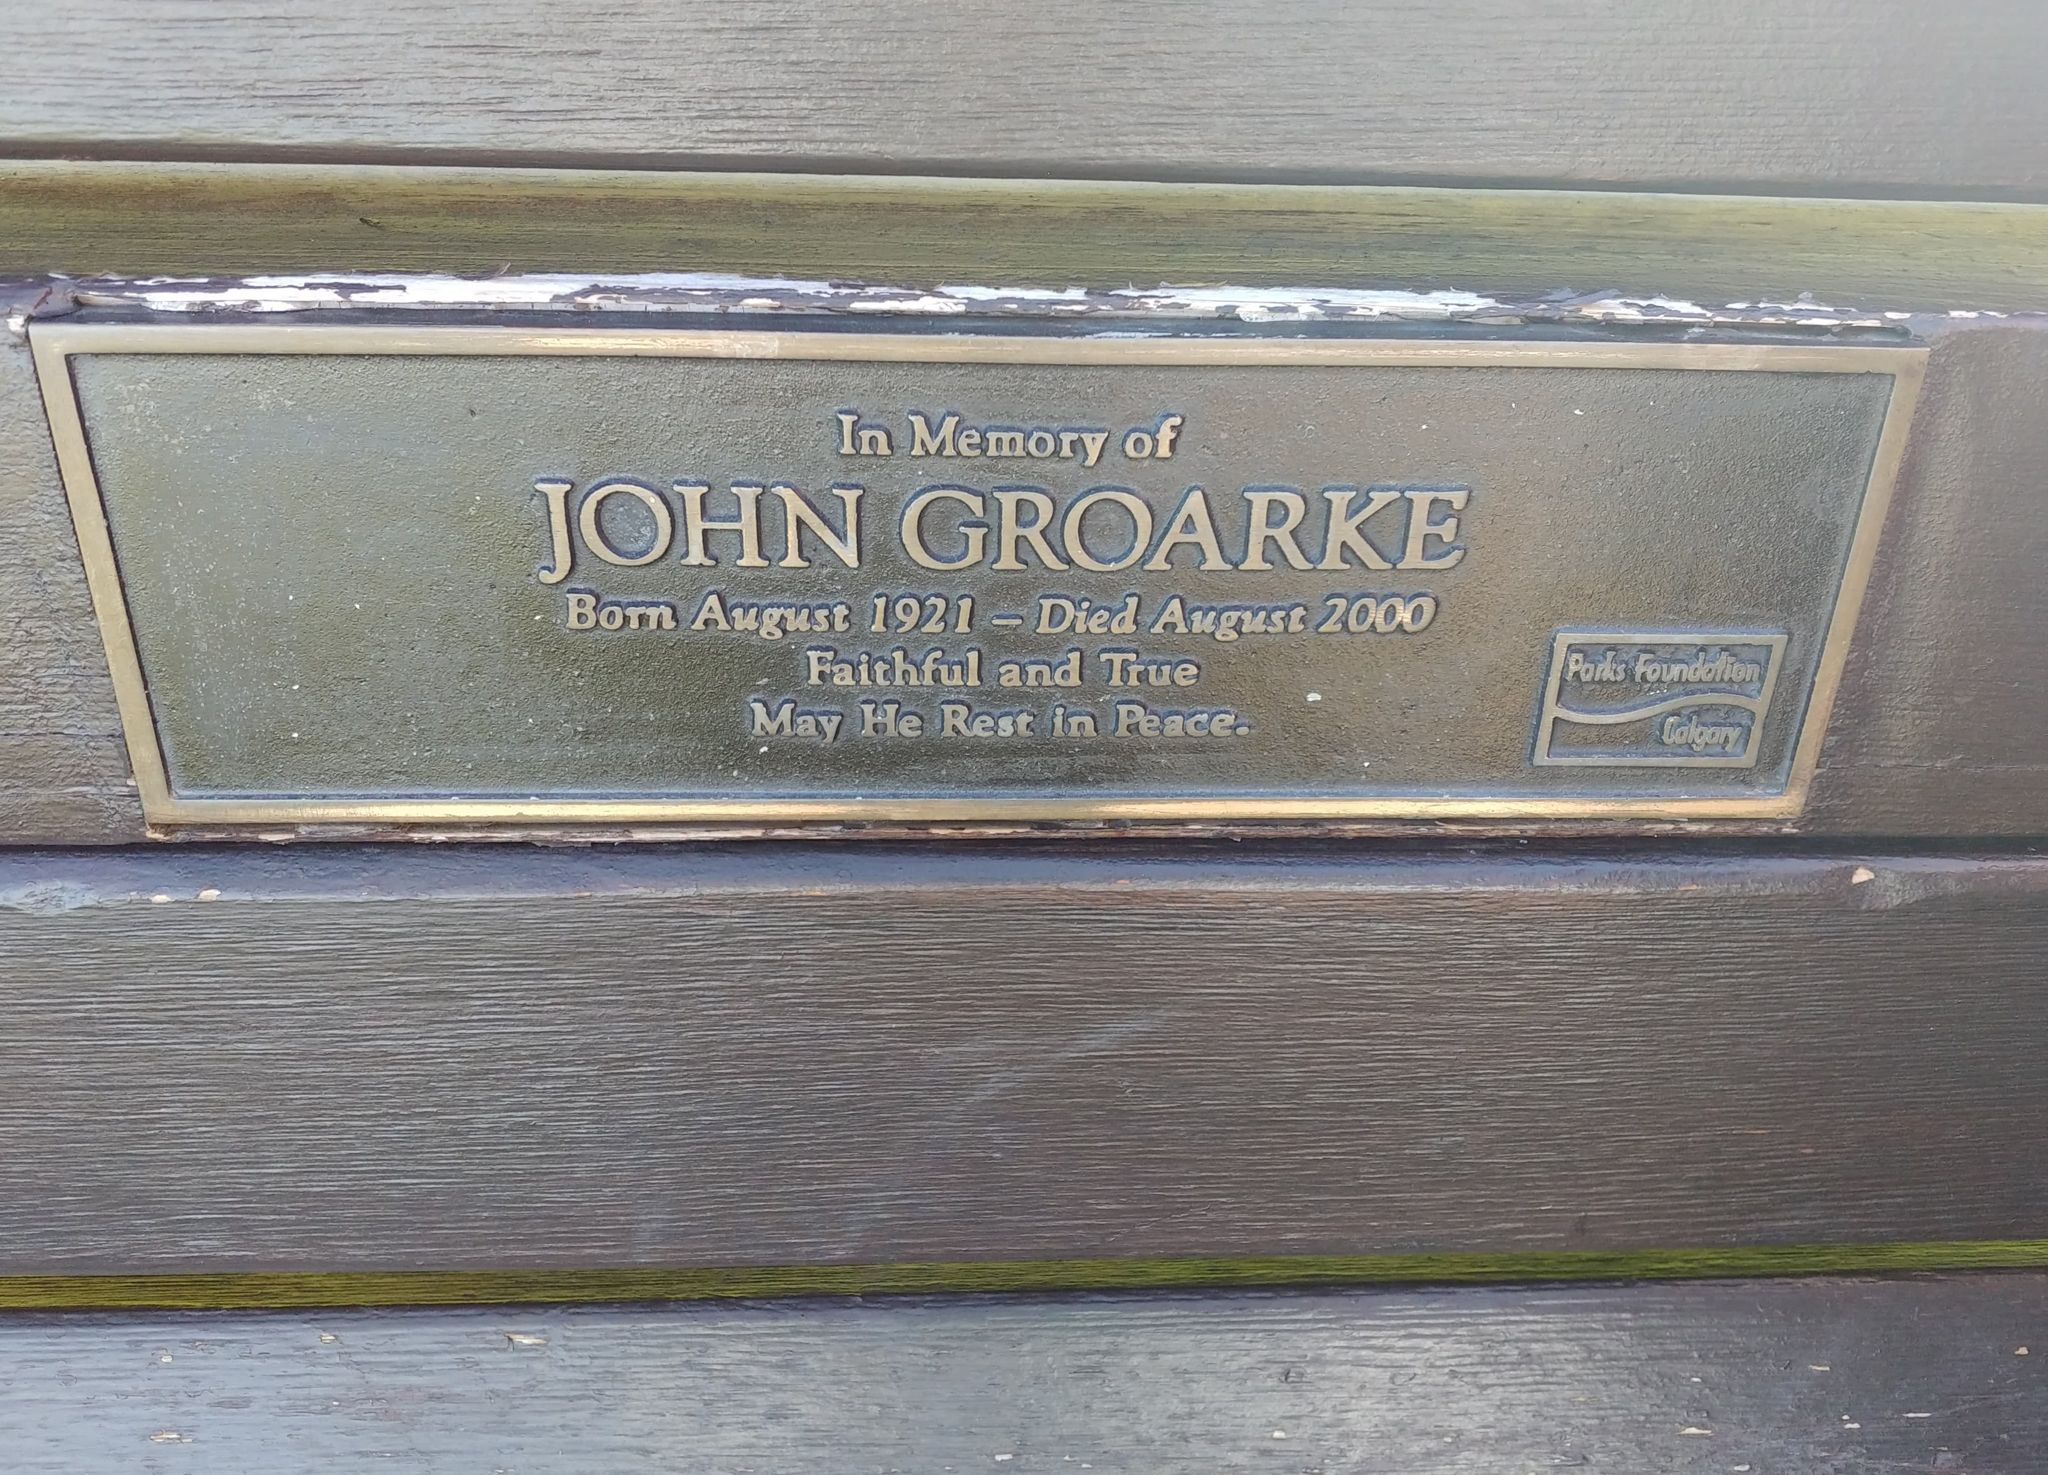 In Memory of
JOHN GROARKE
Born August 1921 – Died August 2000
Faithful and True
May He Rest in Peace.
Parks Foundation
Calgary